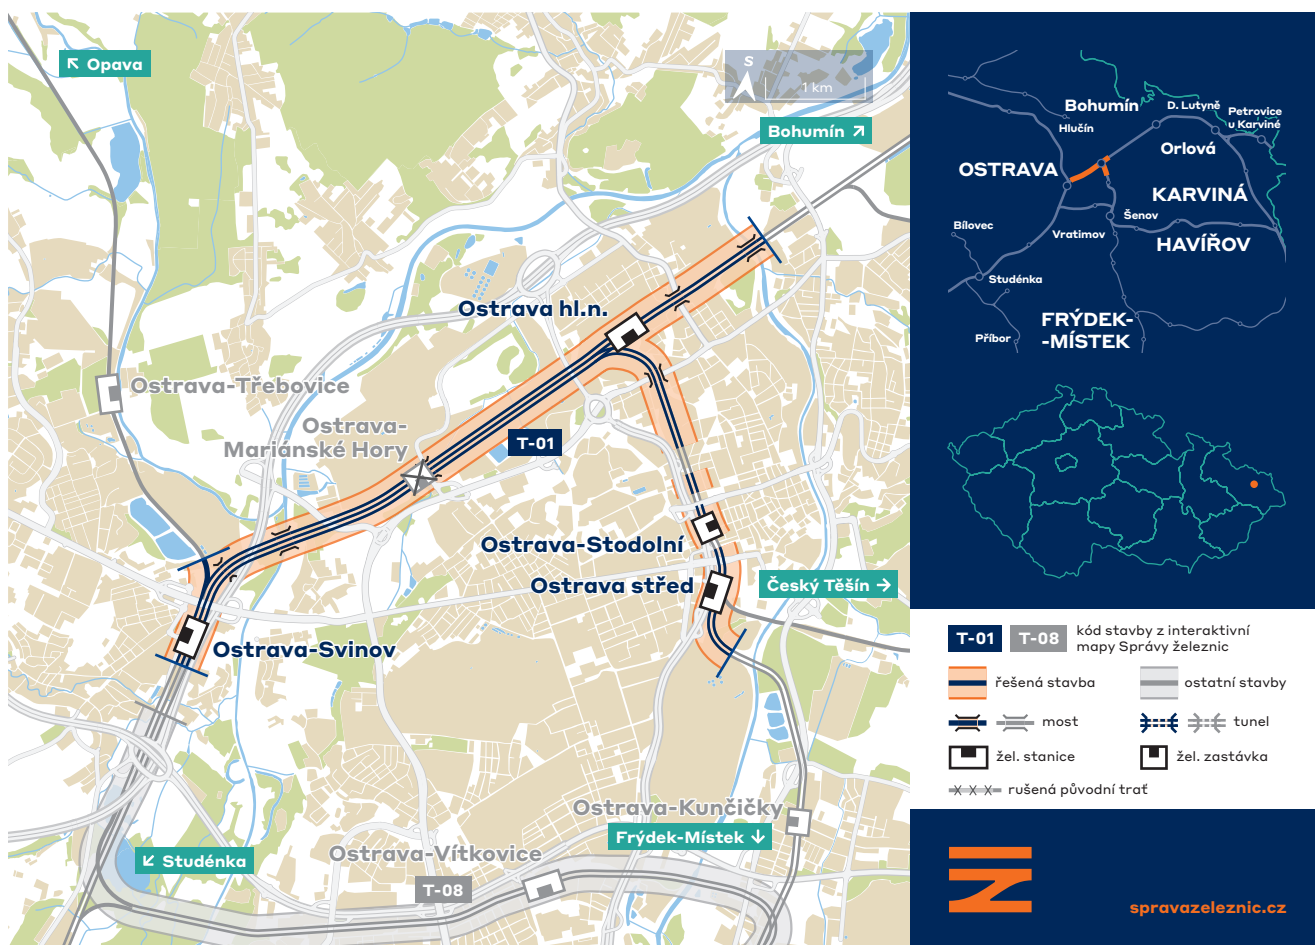 ↖ Opava
S
1 km
Bohumín ↗
Ostrava hl.n.
Ostrava-Třebovice
Ostrava-
Mariánské Hory
T-01
Ostrava-Stodolní
Ostrava střed
Český Těšín →
Ostrava-Svinov
Ostrava-Kunčičky
Frýdek-Místek ↓
Ostrava-Vítkovice
↙ Studénka
T-08
Bohumín
D. Lutyně
Petrovice
u Karviné
Hlučín
Orlová
OSTRAVA
KARVINÁ
Šenov
Bílovec
Vratimov
HAVÍŘOV
Studénka
FRÝDEK-
-MÍSTEK
Příbor
T-01 T-08 kód stavby z interaktivní
mapy Správy železnic
řešená stavba
ostatní stavby
most
tunel
žel. stanice
žel. zastávka
rušená původní trať
spravazeleznic.cz